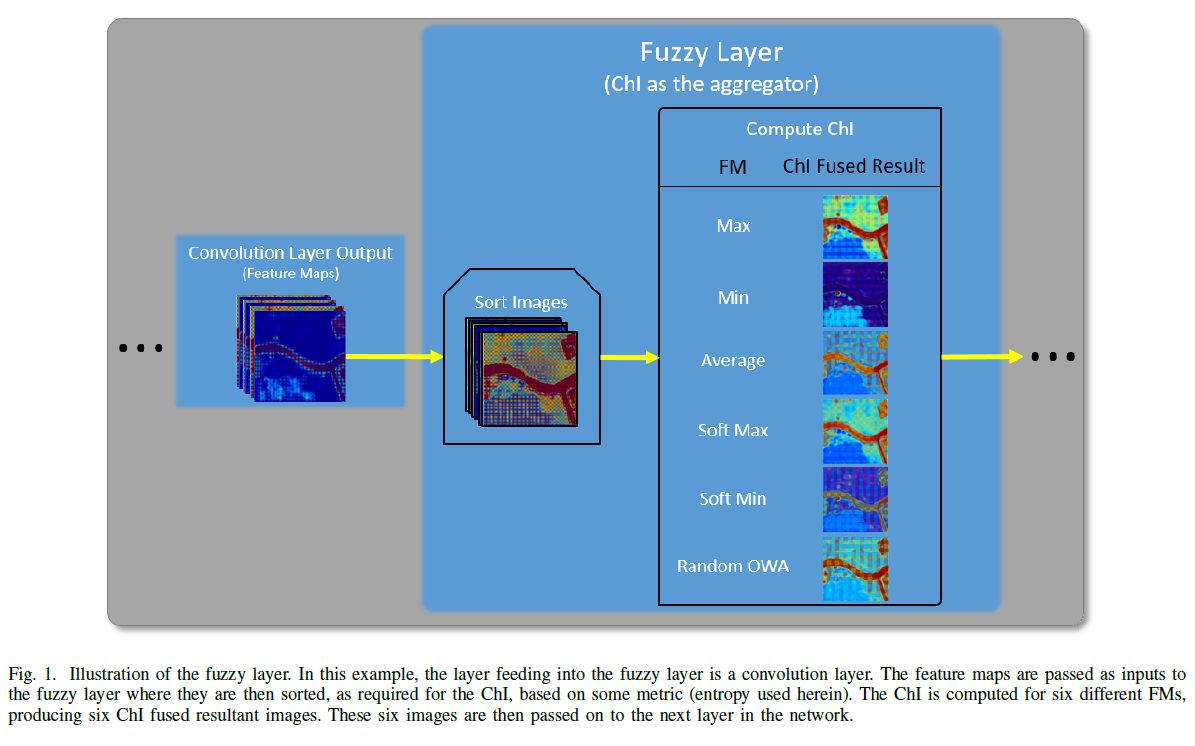 Fuzzy Layer
(ChI as the aggregator)
Compute ChI
FM ChI Fused Result
Convolution Layer Output
(Feature Maps)
Sort Images
Max
Min
Average
Soft Max
Soft Min
Random OWA
Fig. 1. Illustration of the fuzzy layer. In this example, the layer feeding into the fuzzy layer is a convolution layer. The feature maps are passed as inputs to
the fuzzy layer where they are then sorted, as required for the ChI, based on some metric (entropy used herein). The ChI is computed for six different FMs,
producing six ChI fused resultant images. These six images are then passed on to the next layer in the network.